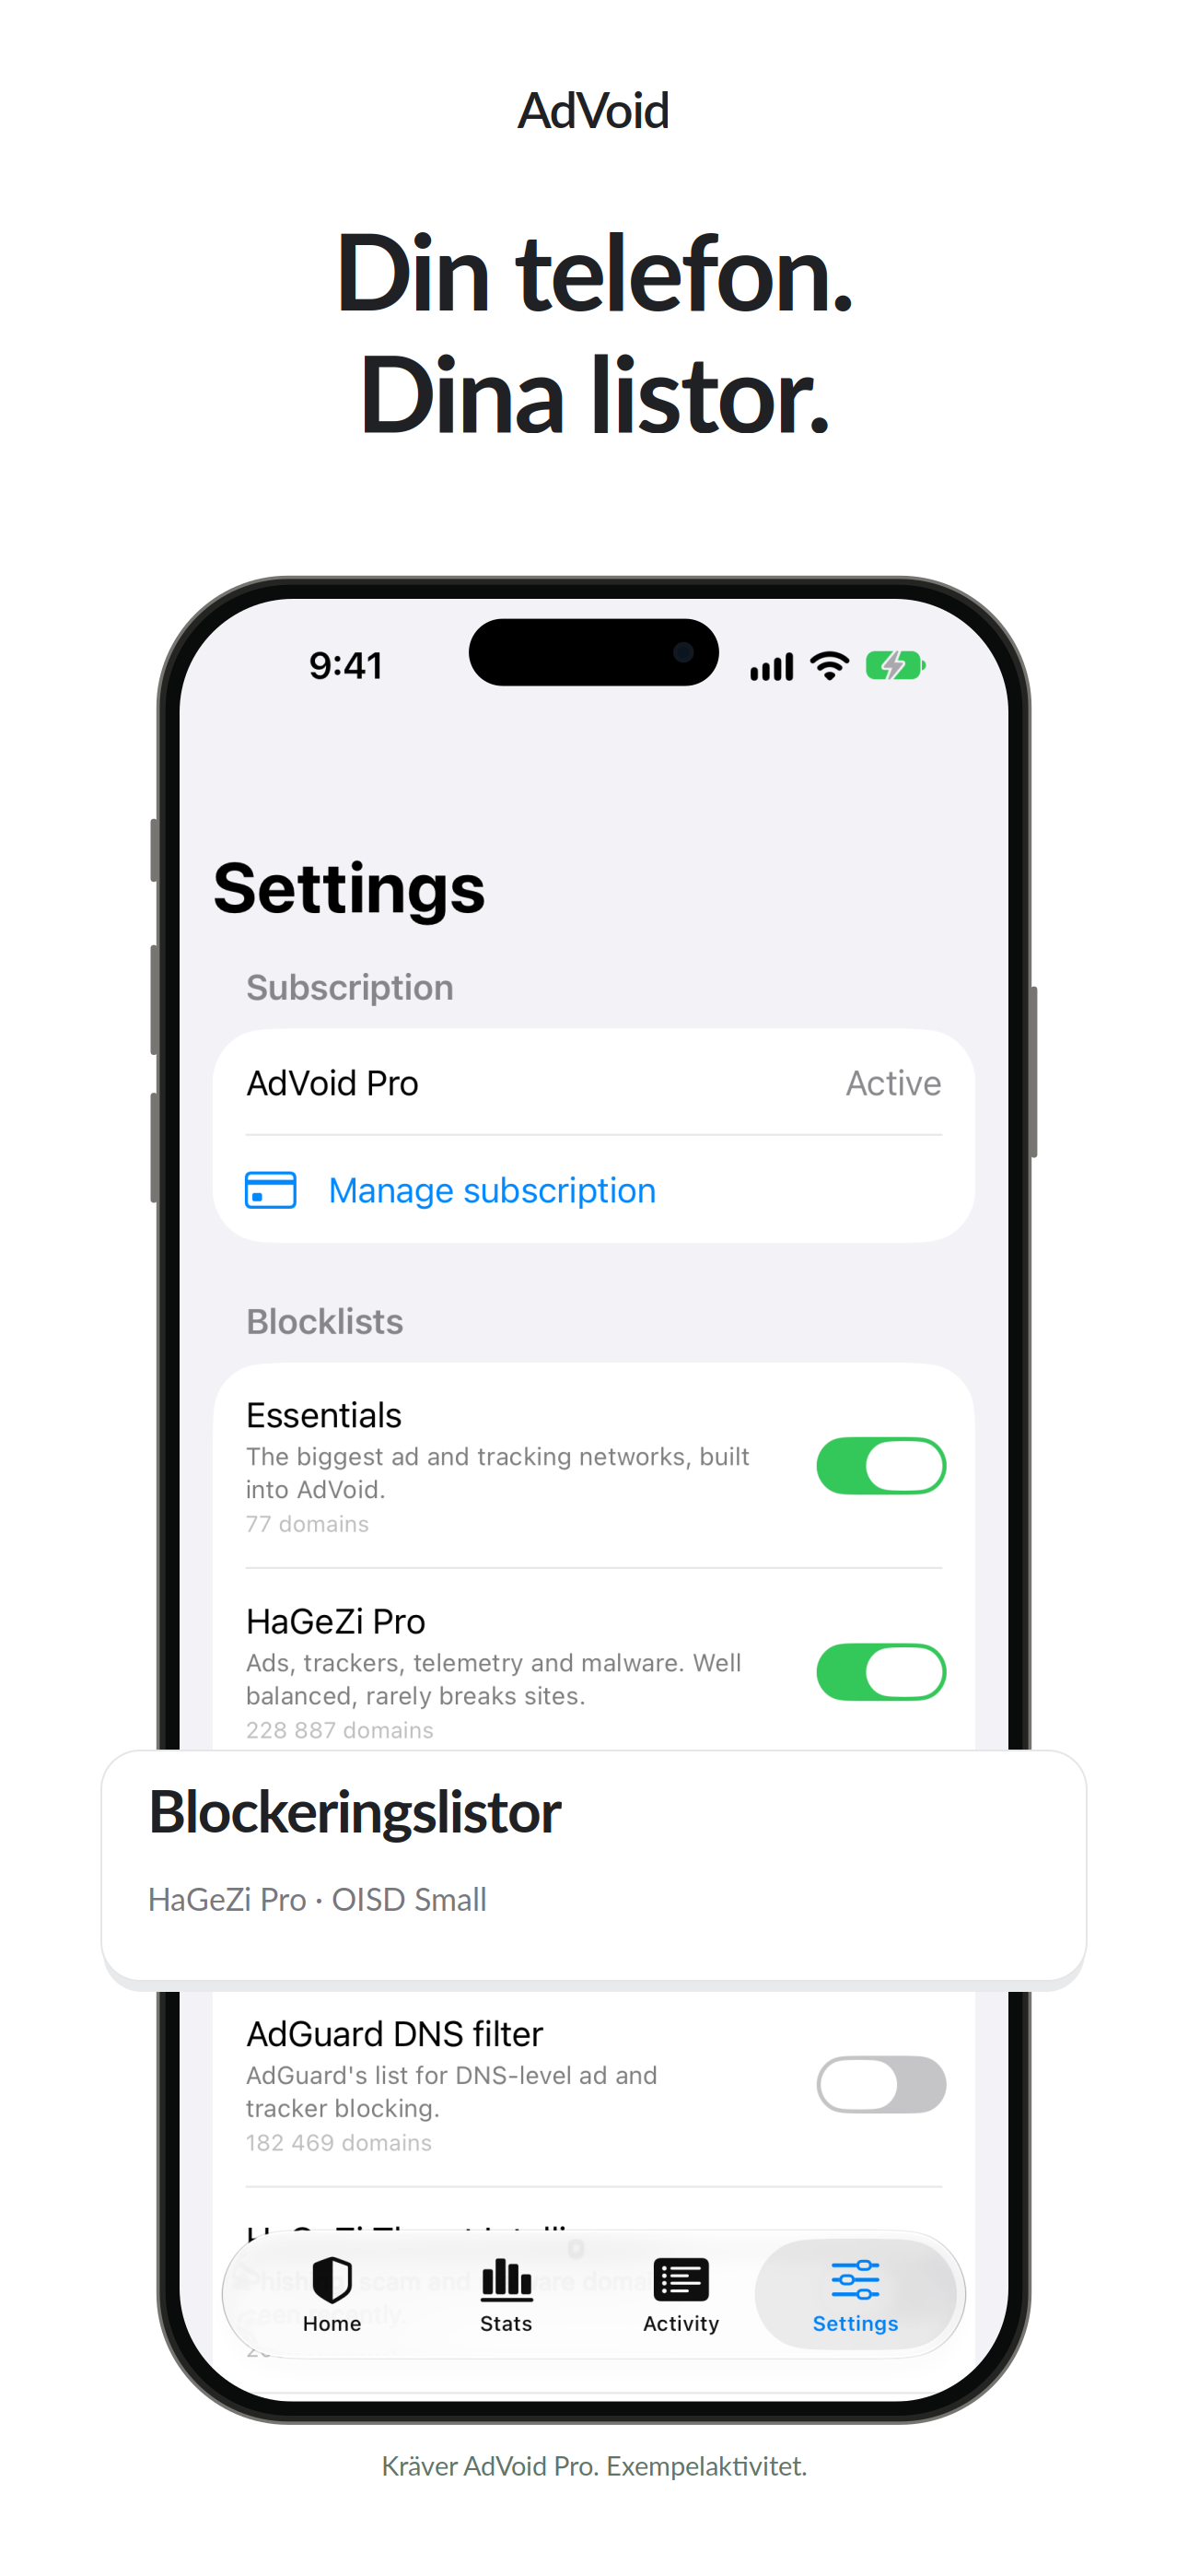 AdVoid
Din telefon.
Dina listor.
9:41
Settings
Subscription
AdVoid Pro
Active
Manage subscription
Blocklists
Essentials
The biggest ad and tracking networks, built
into AdVoid.
77 domains
HaGeZi Pro
Ads, trackers, telemetry and malware. Well
balanced, rarely breaks sites.
228 887 domains
Blockeringslistor
HaGeZi Pro · OISD Small
AdGuard DNS filter
AdGuard's list for DNS-level ad and
tracker blocking.
182 469 domains
Home
Stats
Activity
Settings
Kräver AdVoid Pro. Exempelaktivitet.